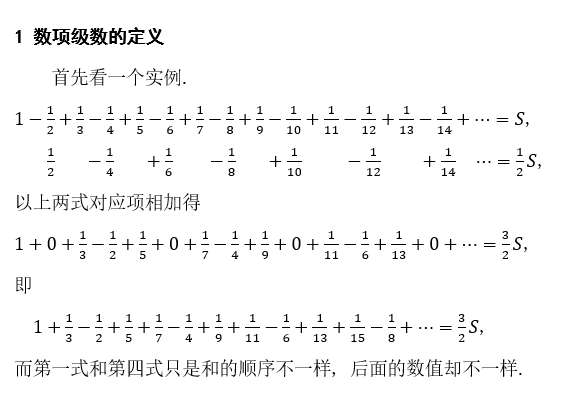 1 数项级数的定义
首先看一个实例.
1 − 1/2 + 1/3 − 1/4 + 1/5 − 1/6 + 1/7 − 1/8 + 1/9 − 1/10 + 1/11 − 1/12 + 1/13 − 1/14 + ⋯ = S,
1/2 − 1/4 + 1/6 − 1/8 + 1/10 − 1/12 + 1/14 ⋯ = 1/2 S,
以上两式对应项相加得
1 + 0 + 1/3 − 1/2 + 1/5 + 0 + 1/7 − 1/4 + 1/9 + 0 + 1/11 − 1/6 + 1/13 + 0 + ⋯ = 3/2 S,
即
1 + 1/3 − 1/2 + 1/5 + 1/7 − 1/4 + 1/9 + 1/11 − 1/6 + 1/13 + 1/15 − 1/8 + ⋯ = 3/2 S,
而第一式和第四式只是和的顺序不一样, 后面的数值却不一样.